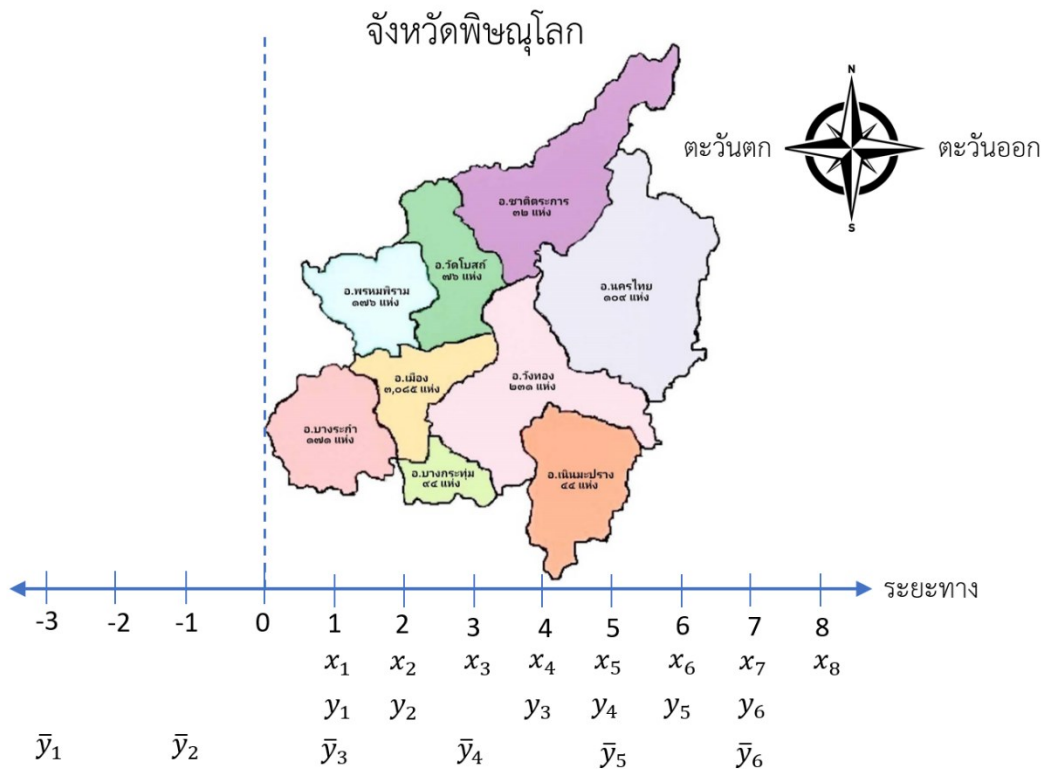 จังหวัดพิษณุโลก
N
ตะวันตก
ตะวันออก
S
อ.ชาติตระการ
๓๒ แห่ง
อ.วัดโบสถ์
๗๖ แห่ง
อ.นครไทย
๑๐๙ แห่ง
อ.พรหมพิราม
๑๗๖ แห่ง
อ.เมือง
๓,๐๘๕ แห่ง
อ.วังทอง
๒๓๑ แห่ง
อ.บางระกำ
๑๗๑ แห่ง
อ.บางกระทุ่ม
๙๔ แห่ง
อ.เนินมะปราง
๔๔ แห่ง
ระยะทาง
-3 -2 -1 0 1 2 3 4 5 6 7 8
x₁ x₂ x₃ x₄ x₅ x₆ x₇ x₈
y₁ y₂ y₃ y₄ y₅ y₆
ȳ₁ ȳ₂ ȳ₃ ȳ₄ ȳ₅ ȳ₆